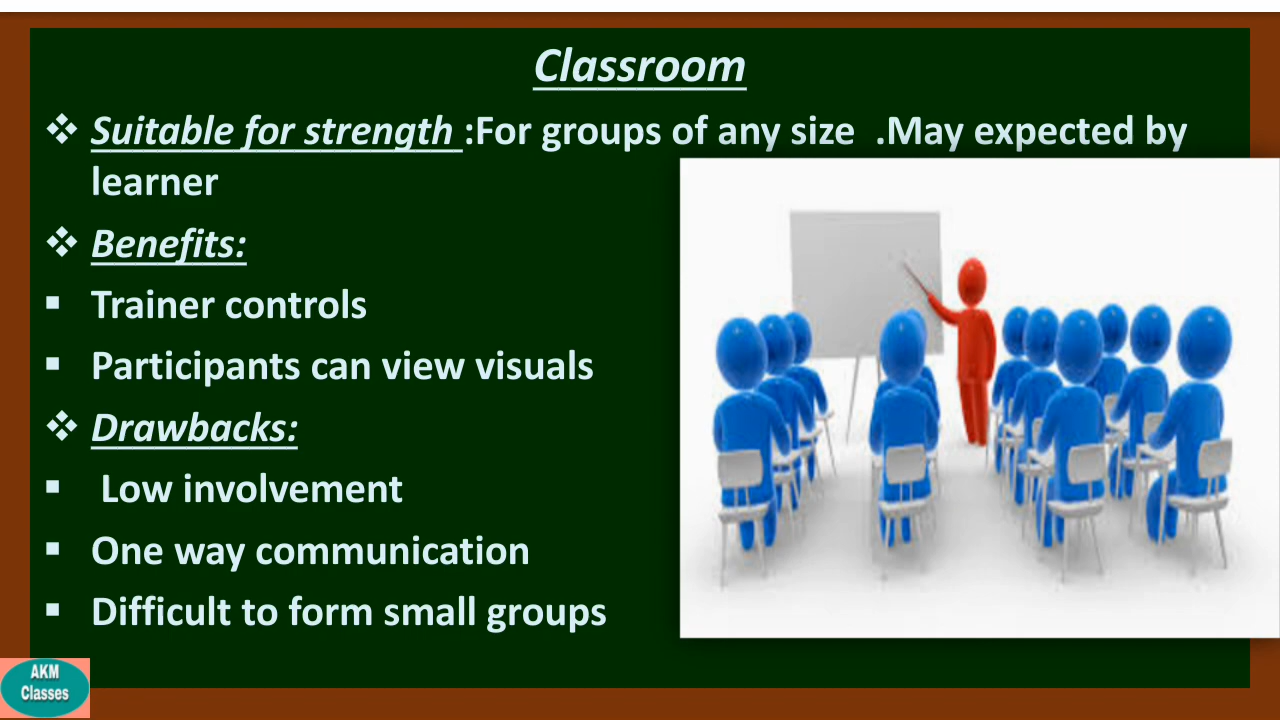 Classroom
❖ Suitable for strength :For groups of any size .May expected by
learner
❖ Benefits:
▪ Trainer controls
▪ Participants can view visuals
❖ Drawbacks:
▪ Low involvement
▪ One way communication
▪ Difficult to form small groups
AKM
Classes